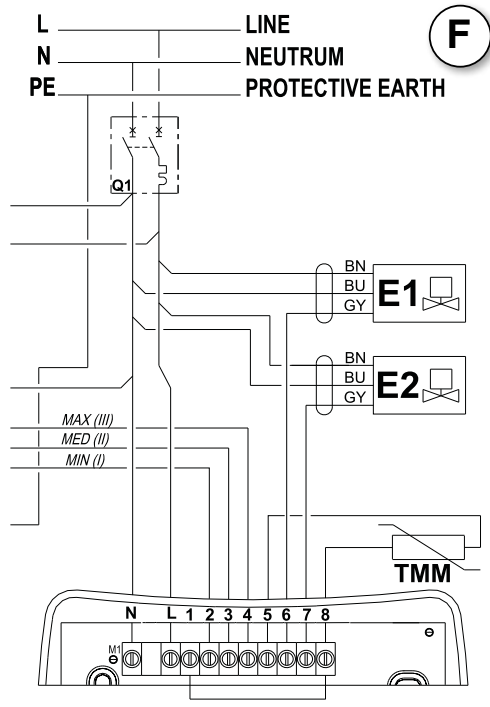 F
L LINE
N NEUTRUM
PE PROTECTIVE EARTH
Q1
BN
BU
GY
E1
BN
BU
GY
E2
MAX (III)
MED (II)
MIN (I)
TMM
N L 1 2 3 4 5 6 7 8
M1